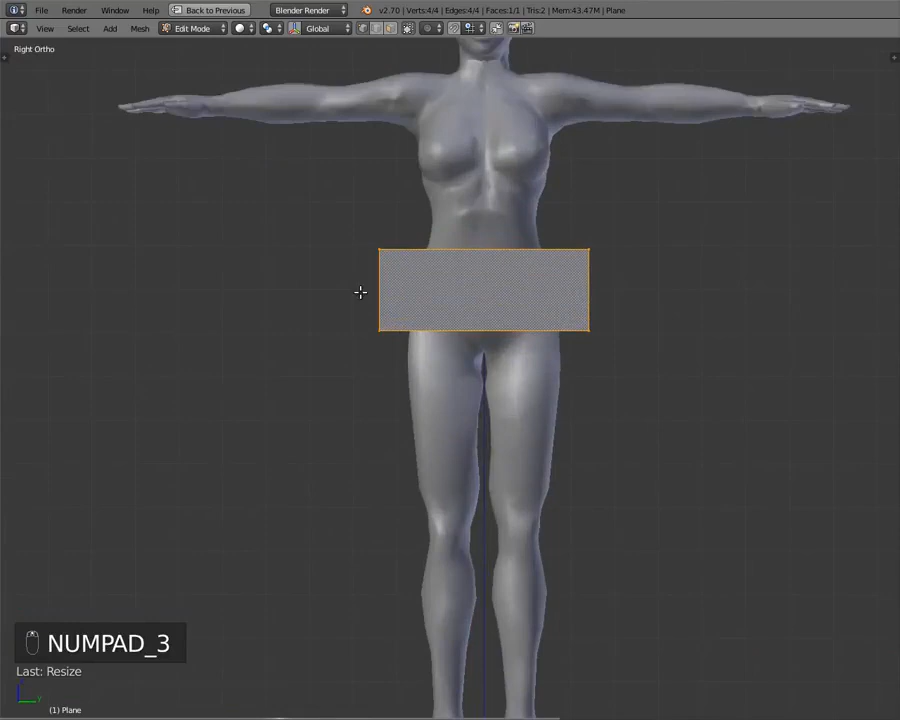 File Render Window Help Back to Previous Blender Render v2.70 | Verts:4/4 | Edges:4/4 | Faces:1/1 | Tris:2 | Mem:43.47M | Plane
View Select Add Mesh Edit Mode Global
Right Ortho
NUMPAD_3
Last: Resize
Y
(1) Plane